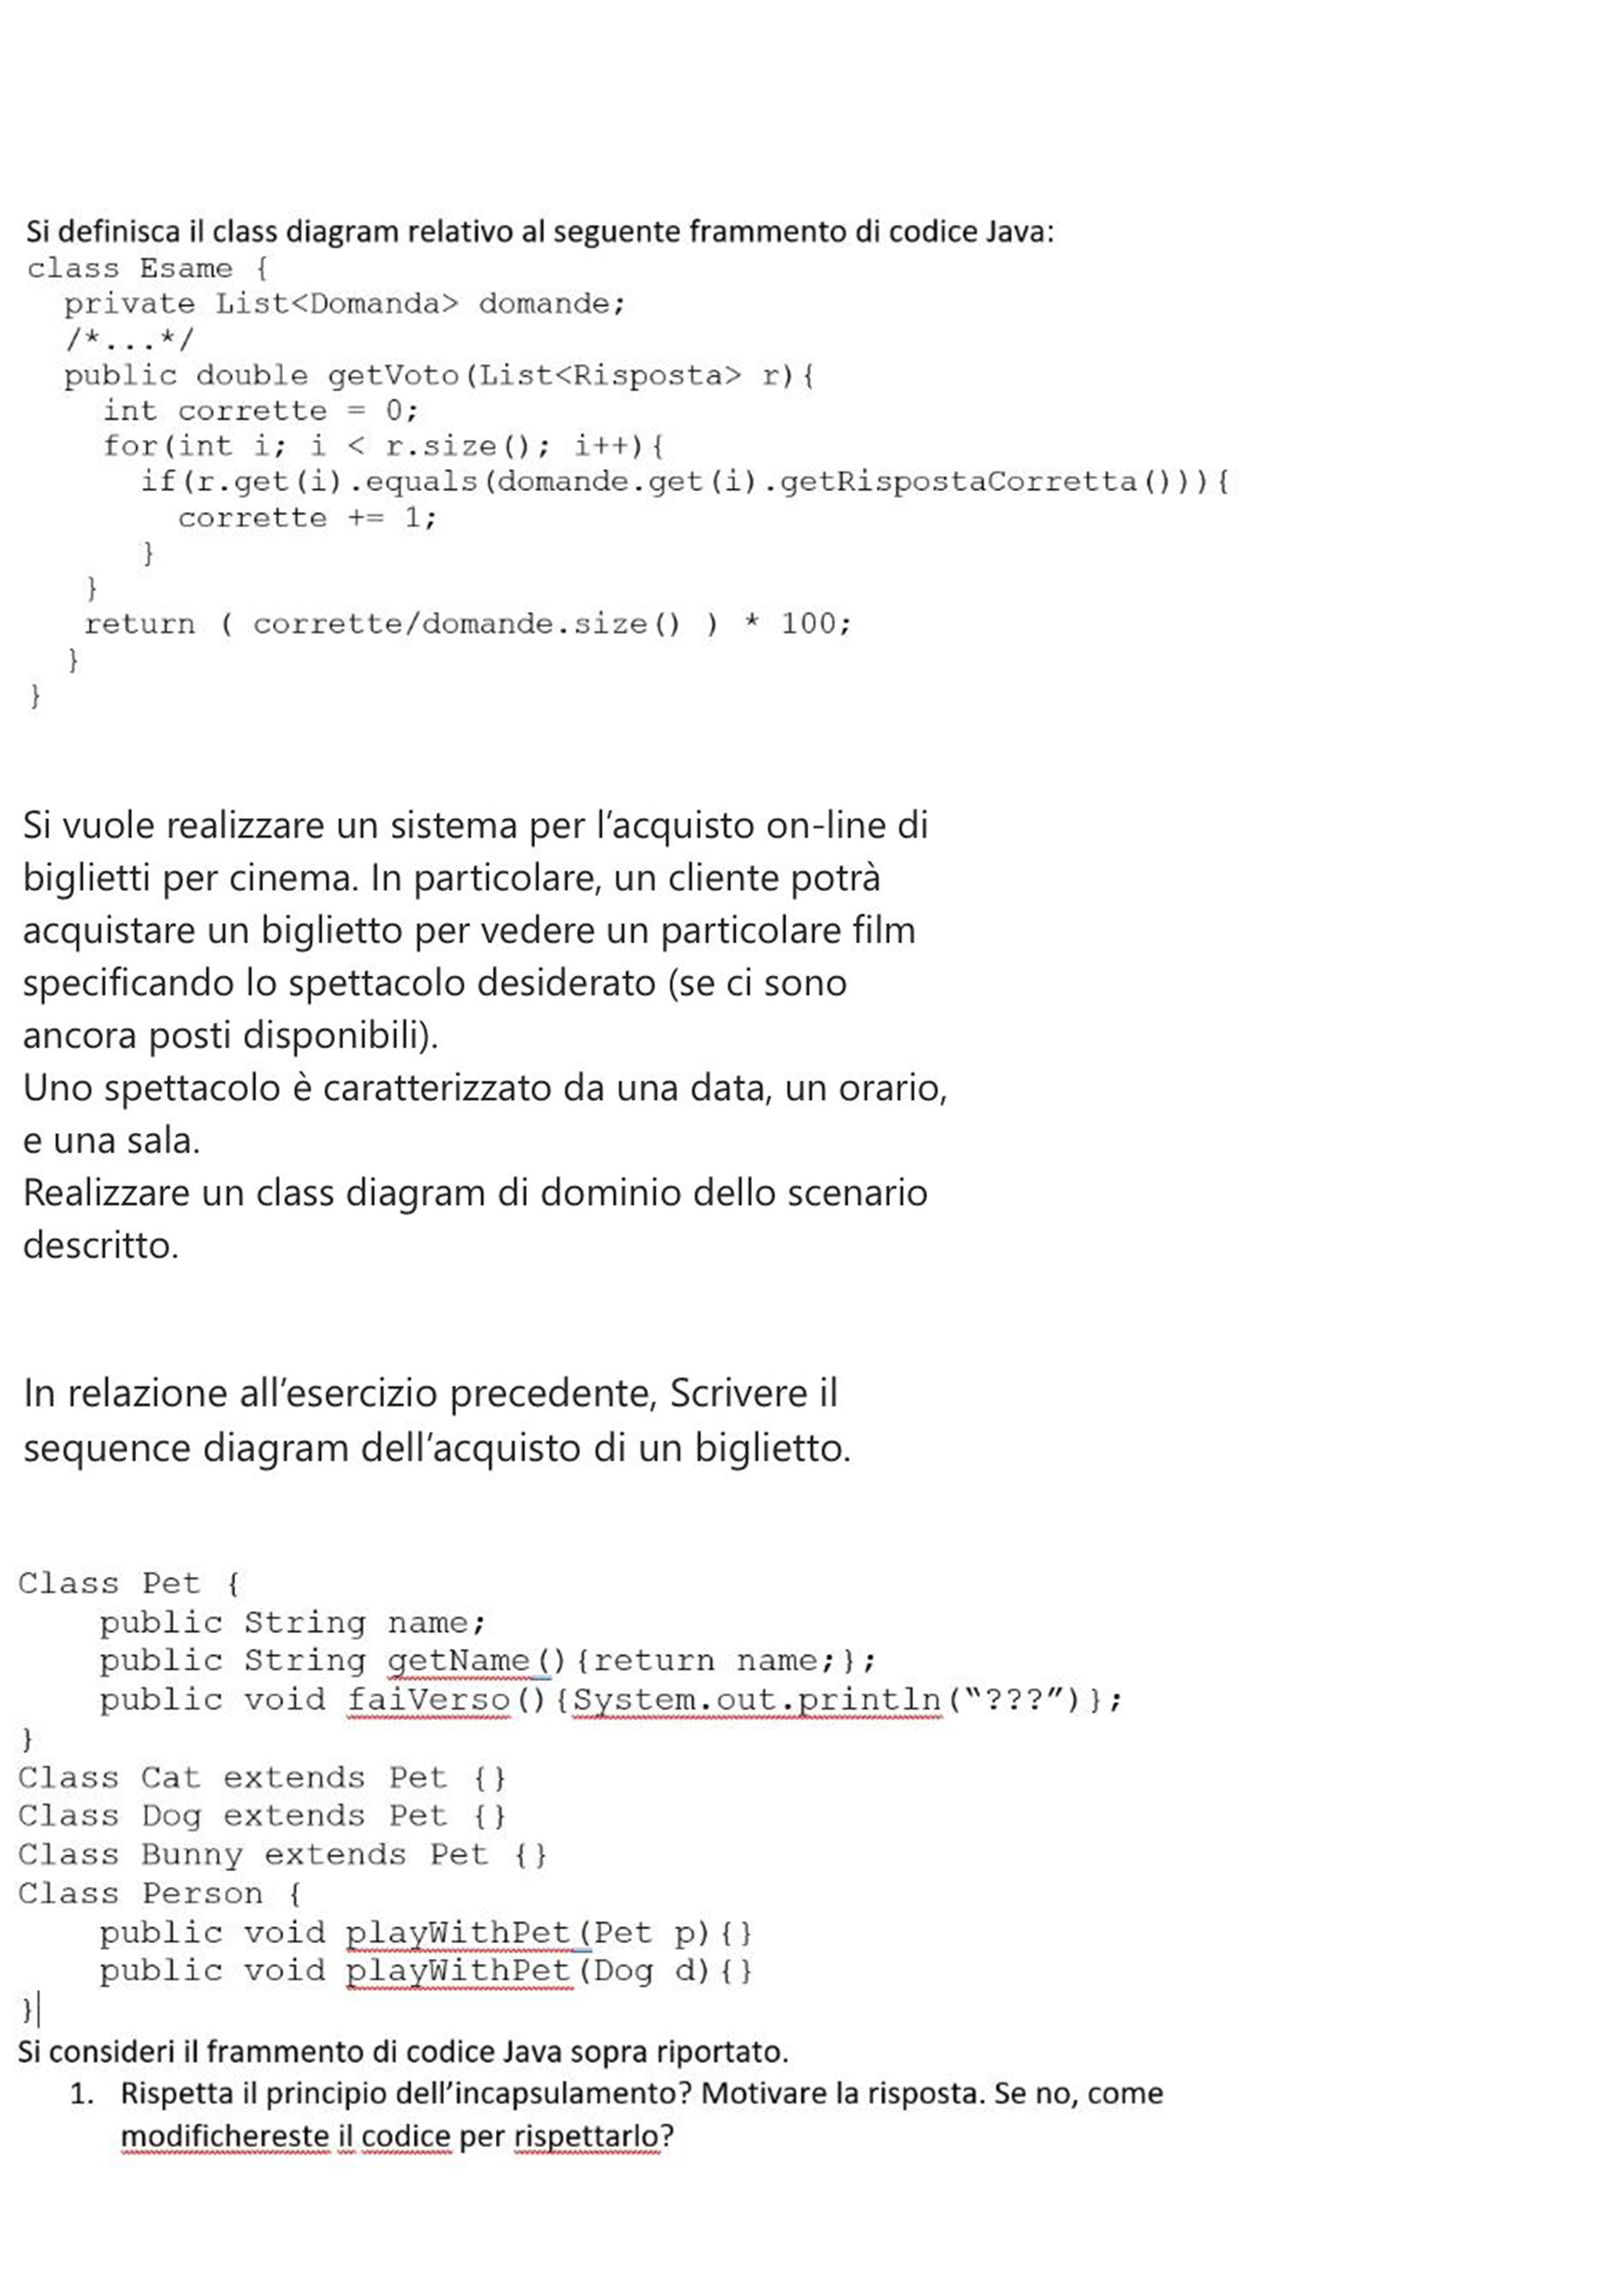 Si definisca il class diagram relativo al seguente frammento di codice Java:
class Esame {
private List<Domanda> domande;
/*...*/
public double getVoto(List<Risposta> r){
int corrette = 0;
for(int i; i < r.size(); i++){
if(r.get(i).equals(domande.get(i).getRispostaCorretta())){
corrette += 1;
}
}
return ( corrette/domande.size() ) * 100;
}
}
Si vuole realizzare un sistema per l’acquisto on-line di
biglietti per cinema. In particolare, un cliente potrà
acquistare un biglietto per vedere un particolare film
specificando lo spettacolo desiderato (se ci sono
ancora posti disponibili).
Uno spettacolo è caratterizzato da una data, un orario,
e una sala.
Realizzare un class diagram di dominio dello scenario
descritto.
In relazione all’esercizio precedente, Scrivere il
sequence diagram dell’acquisto di un biglietto.
Class Pet {
public String name;
public String getName(){return name;};
public void faiVerso(){System.out.println(“???”)};
}
Class Cat extends Pet {}
Class Dog extends Pet {}
Class Bunny extends Pet {}
Class Person {
public void playWithPet(Pet p){}
public void playWithPet(Dog d){}
}
Si consideri il frammento di codice Java sopra riportato.
1. Rispetta il principio dell’incapsulamento? Motivare la risposta. Se no, come
modifichereste il codice per rispettarlo?